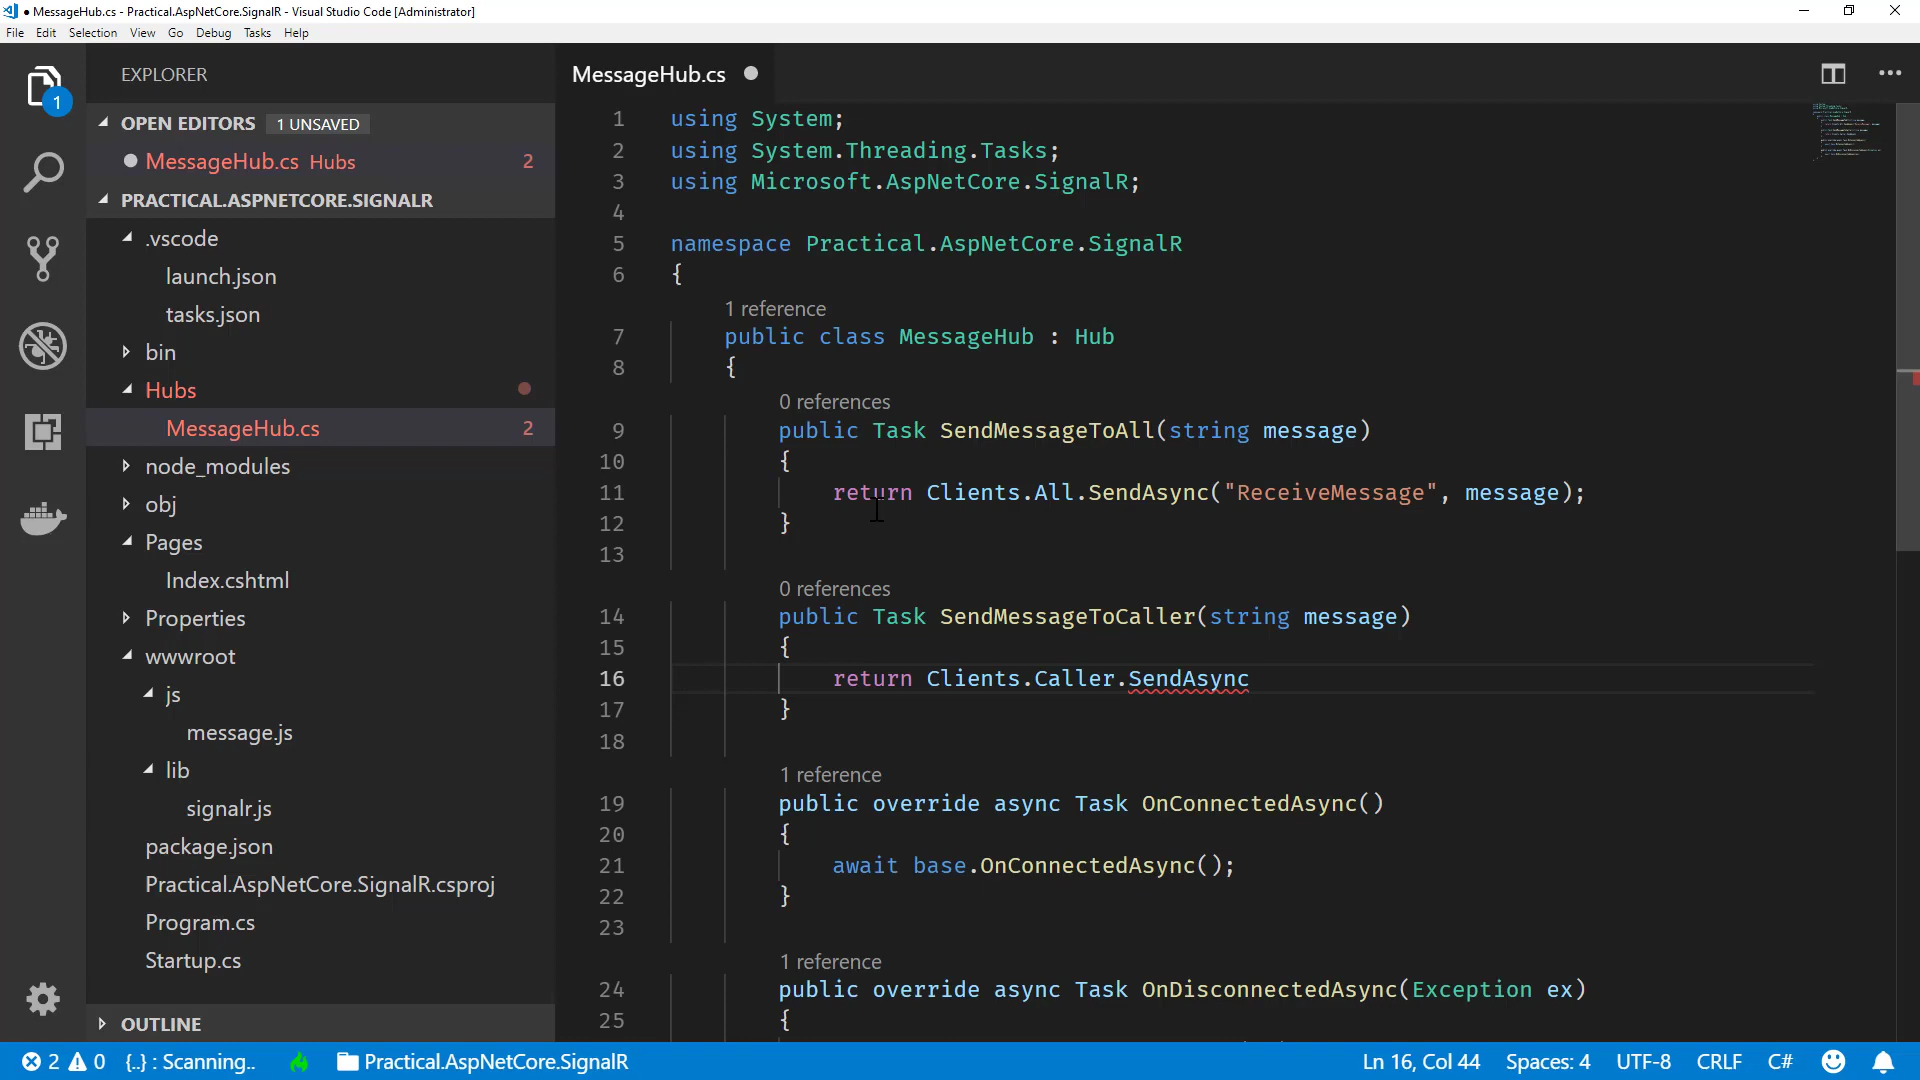 ● MessageHub.cs - Practical.AspNetCore.SignalR - Visual Studio Code [Administrator]
File Edit Selection View Go Debug Tasks Help
EXPLORER
1
OPEN EDITORS 1 UNSAVED
MessageHub.cs Hubs 2
PRACTICAL.ASPNETCORE.SIGNALR
.vscode
launch.json
tasks.json
bin
Hubs
MessageHub.cs 2
node_modules
obj
Pages
Index.cshtml
Properties
wwwroot
js
message.js
lib
signalr.js
package.json
Practical.AspNetCore.SignalR.csproj
Program.cs
Startup.cs
OUTLINE
MessageHub.cs
1 using System;
2 using System.Threading.Tasks;
3 using Microsoft.AspNetCore.SignalR;
4
5 namespace Practical.AspNetCore.SignalR
6 {
1 reference
7 public class MessageHub : Hub
8 {
0 references
9 public Task SendMessageToAll(string message)
10 {
11 return Clients.All.SendAsync("ReceiveMessage", message);
12 }
13
0 references
14 public Task SendMessageToCaller(string message)
15 {
16 return Clients.Caller.SendAsync
17 }
18
1 reference
19 public override async Task OnConnectedAsync()
20 {
21 await base.OnConnectedAsync();
22 }
23
1 reference
24 public override async Task OnDisconnectedAsync(Exception ex)
25 {
2 0 {..} : Scanning.. Practical.AspNetCore.SignalR Ln 16, Col 44 Spaces: 4 UTF-8 CRLF C#